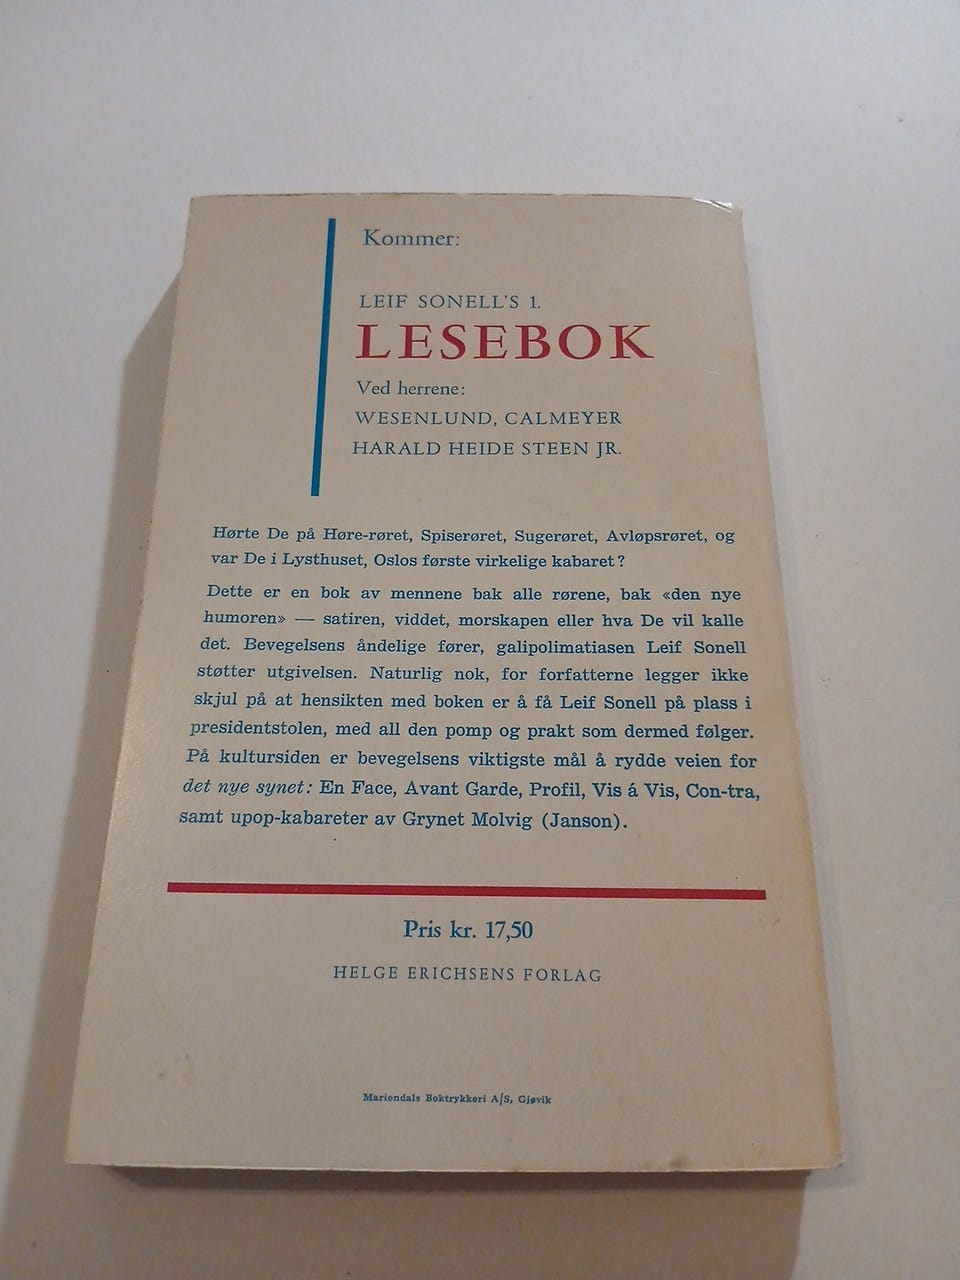 Kommer:
LEIF SONELL'S 1.
LESEBOK
Ved herrene:
WESENLUND, CALMEYER
HARALD HEIDE STEEN JR.
Hørte De på Høre-røret, Spiserøret, Sugerøret, Avløpsrøret, og
var De i Lysthuset, Oslos første virkelige kabaret?
Dette er en bok av mennene bak alle rørene, bak «den nye
humoren» — satiren, viddet, morskapen eller hva De vil kalle
det. Bevegelsens åndelige fører, galipolimatiasen Leif Sonell
støtter utgivelsen. Naturlig nok, for forfatterne legger ikke
skjul på at hensikten med boken er å få Leif Sonell på plass i
presidentstolen, med all den pomp og prakt som dermed følger.
På kultursiden er bevegelsens viktigste mål å rydde veien for
det nye synet: En Face, Avant Garde, Profil, Vis á Vis, Con-tra,
samt upop-kabareter av Grynet Molvig (Janson).
Pris kr. 17,50
HELGE ERICHSENS FORLAG
Mariendals Boktrykkeri A/S, Gjøvik